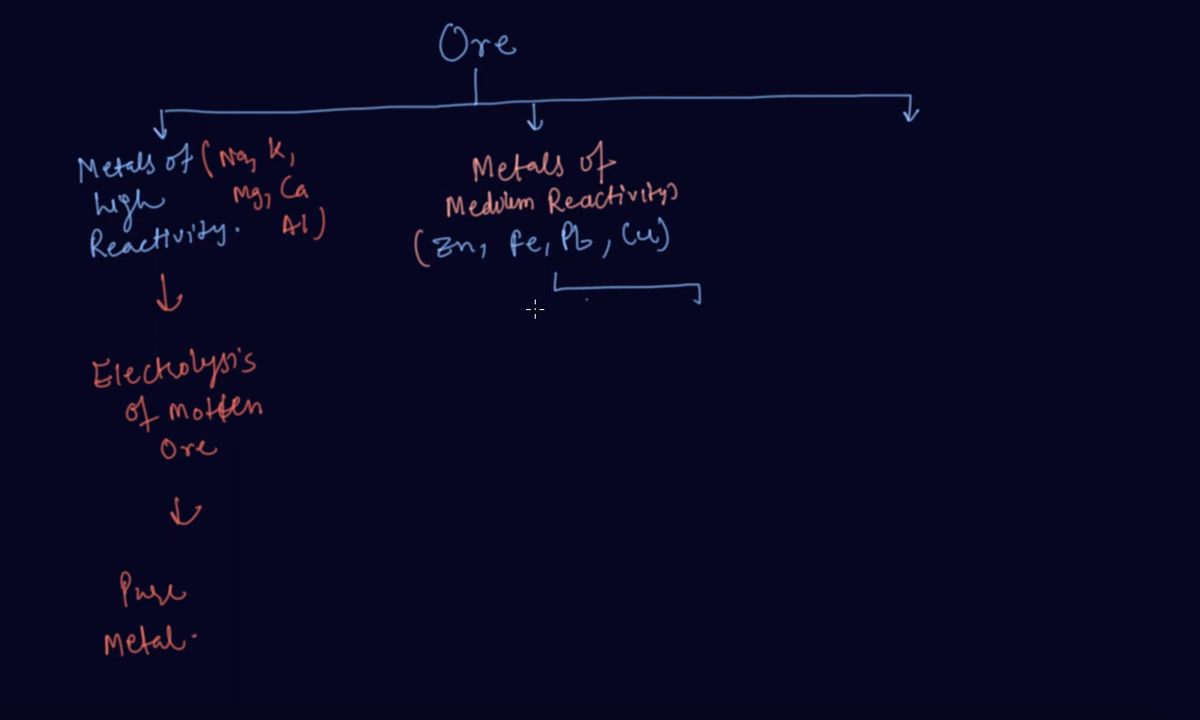 Ore
Metals of (Na, K,
high Mg, Ca
Reactivity. Al)
Metals of
Medium Reactivity)
(Zn, Fe, Pb, Cu)
Electrolysis
of Molten
Ore
Pure
Metal.